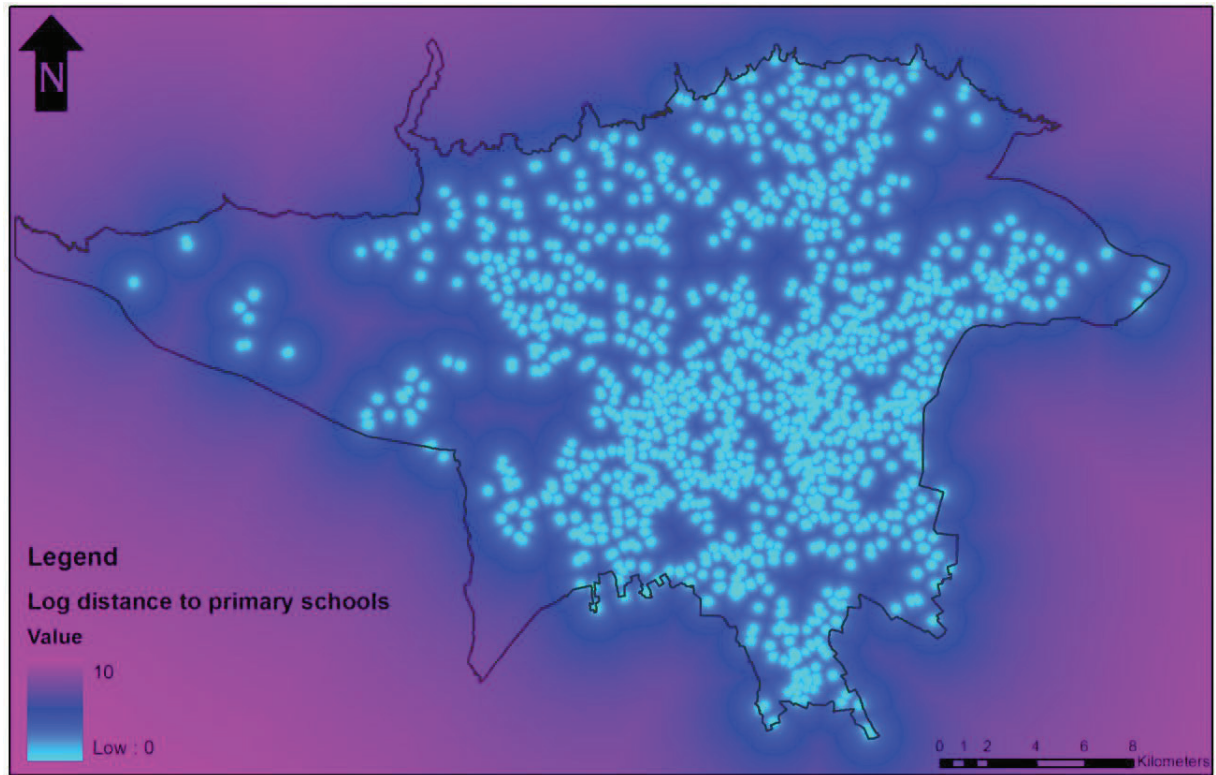 N
Legend
Log distance to primary schools
Value
10
Low : 0
0 1 2 4 6 8
Kilometers